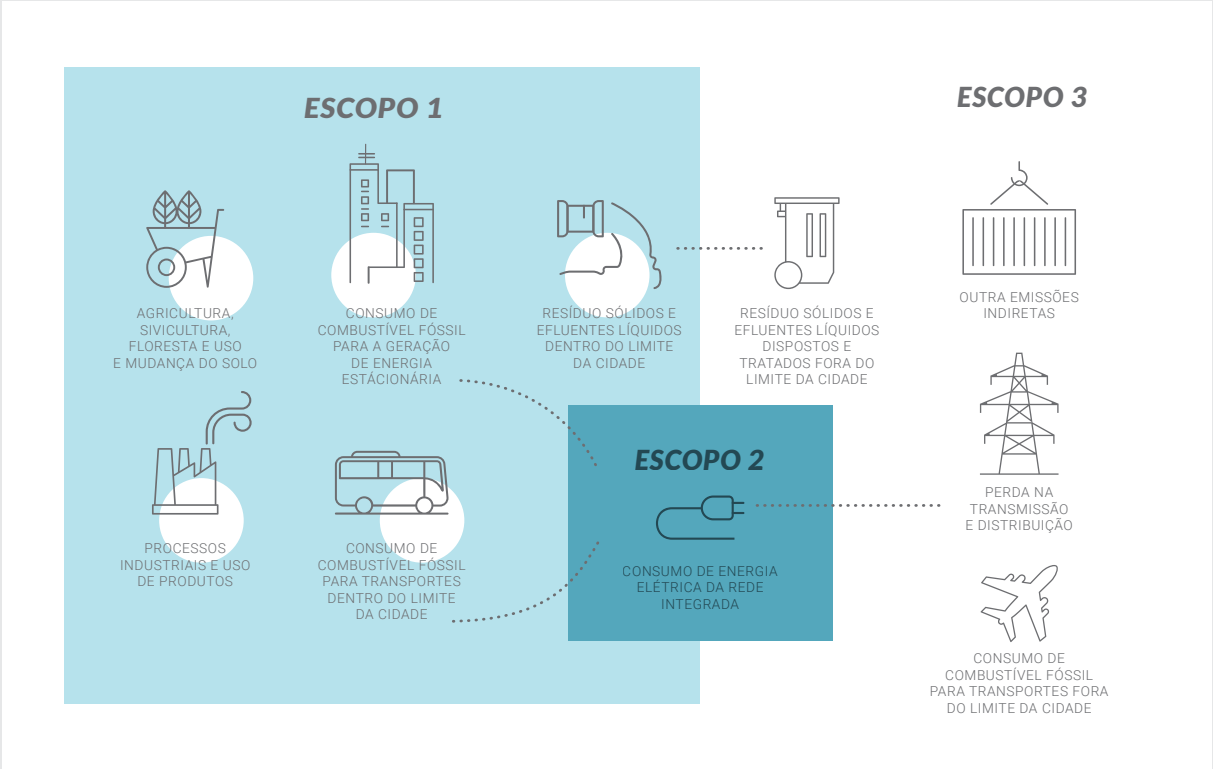 ESCOPO 1
AGRICULTURA,
SIVICULTURA,
FLORESTA E USO
E MUDANÇA DO SOLO
CONSUMO DE
COMBUSTÍVEL FÓSSIL
PARA A GERAÇÃO
DE ENERGIA
ESTÁCIONÁRIA
RESÍDUO SÓLIDOS E
EFLUENTES LÍQUIDOS
DENTRO DO LIMITE
DA CIDADE
PROCESSOS
INDUSTRIAIS E USO
DE PRODUTOS
CONSUMO DE
COMBUSTÍVEL FÓSSIL
PARA TRANSPORTES
DENTRO DO LIMITE
DA CIDADE
ESCOPO 2
CONSUMO DE ENERGIA
ELÉTRICA DA REDE
INTEGRADA
ESCOPO 3
RESÍDUO SÓLIDOS E
EFLUENTES LÍQUIDOS
DISPOSTOS E
TRATADOS FORA DO
LIMITE DA CIDADE
OUTRA EMISSÕES
INDIRETAS
PERDA NA
TRANSMISSÃO
E DISTRIBUIÇÃO
CONSUMO DE
COMBUSTÍVEL FÓSSIL
PARA TRANSPORTES FORA
DO LIMITE DA CIDADE